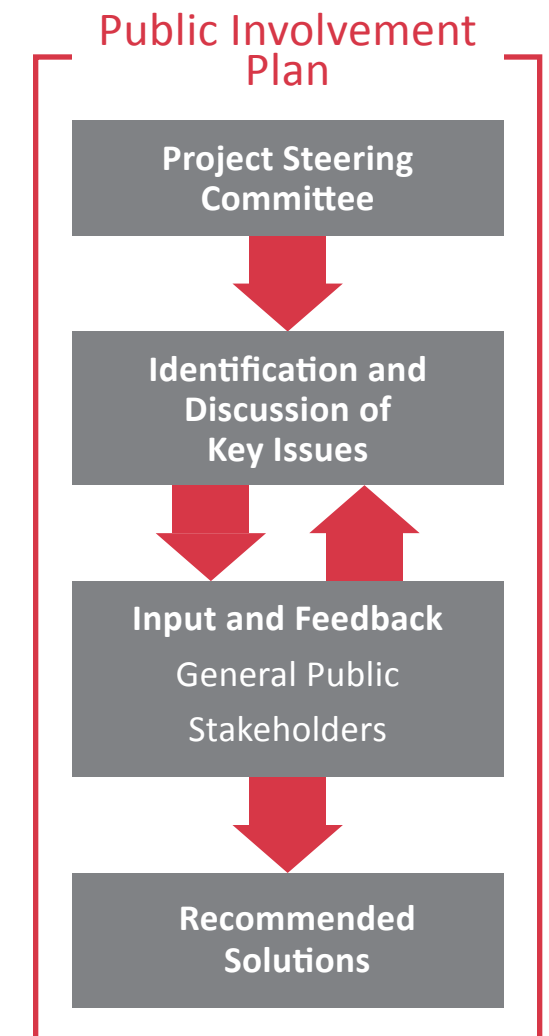 Public Involvement
Plan
Project Steering
Committee
Identification and
Discussion of
Key Issues
Input and Feedback
General Public
Stakeholders
Recommended
Solutions